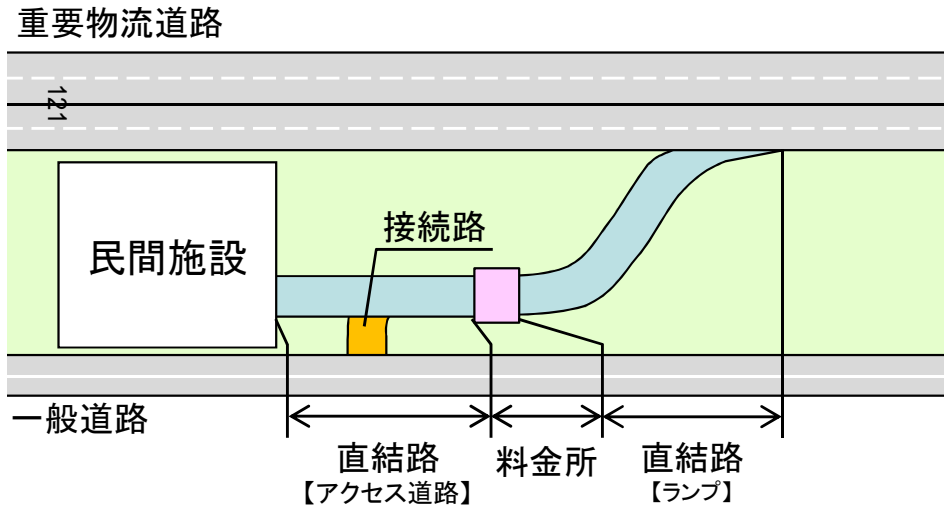 重要物流道路
121
民間施設
接続路
一般道路
直結路
【アクセス道路】
料金所
直結路
【ランプ】